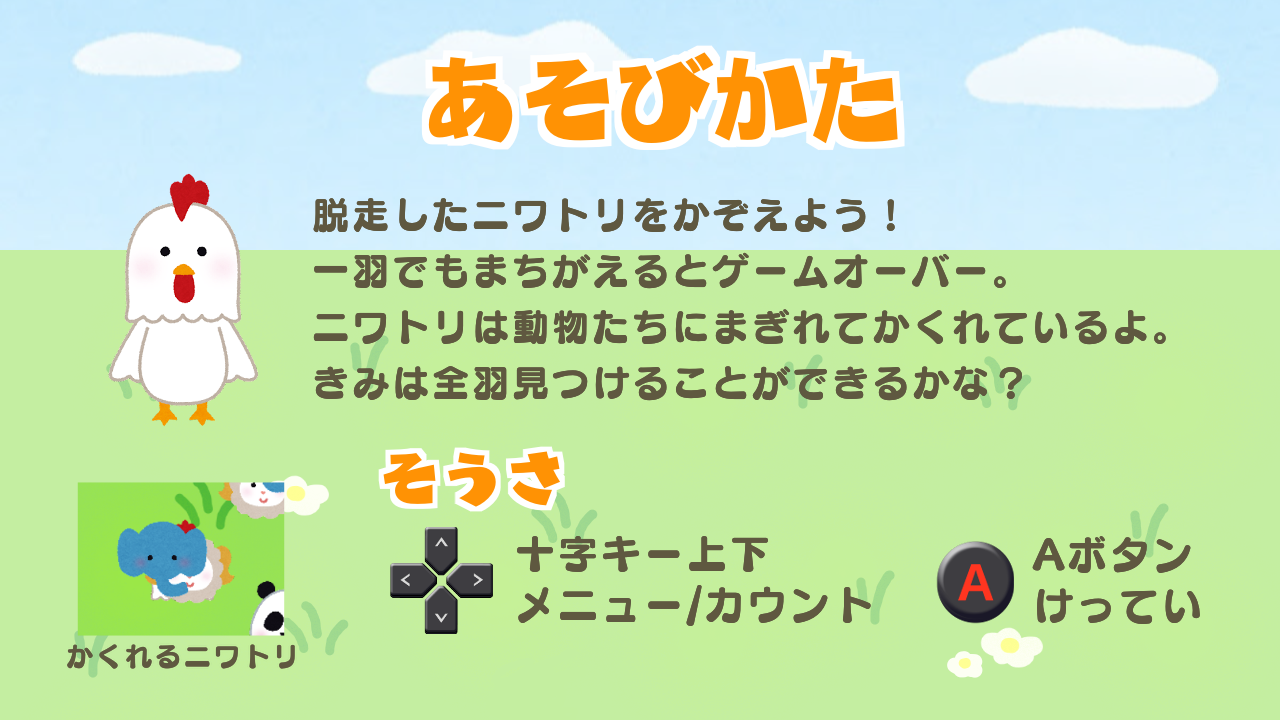 あそびかた
脱走したニワトリをかぞえよう！
一羽でもまちがえるとゲームオーバー。
ニワトリは動物たちにまぎれてかくれているよ。
きみは全羽見つけることができるかな？
そうさ
十字キー上下
メニュー/カウント
A
Aボタン
けってい
かくれるニワトリ